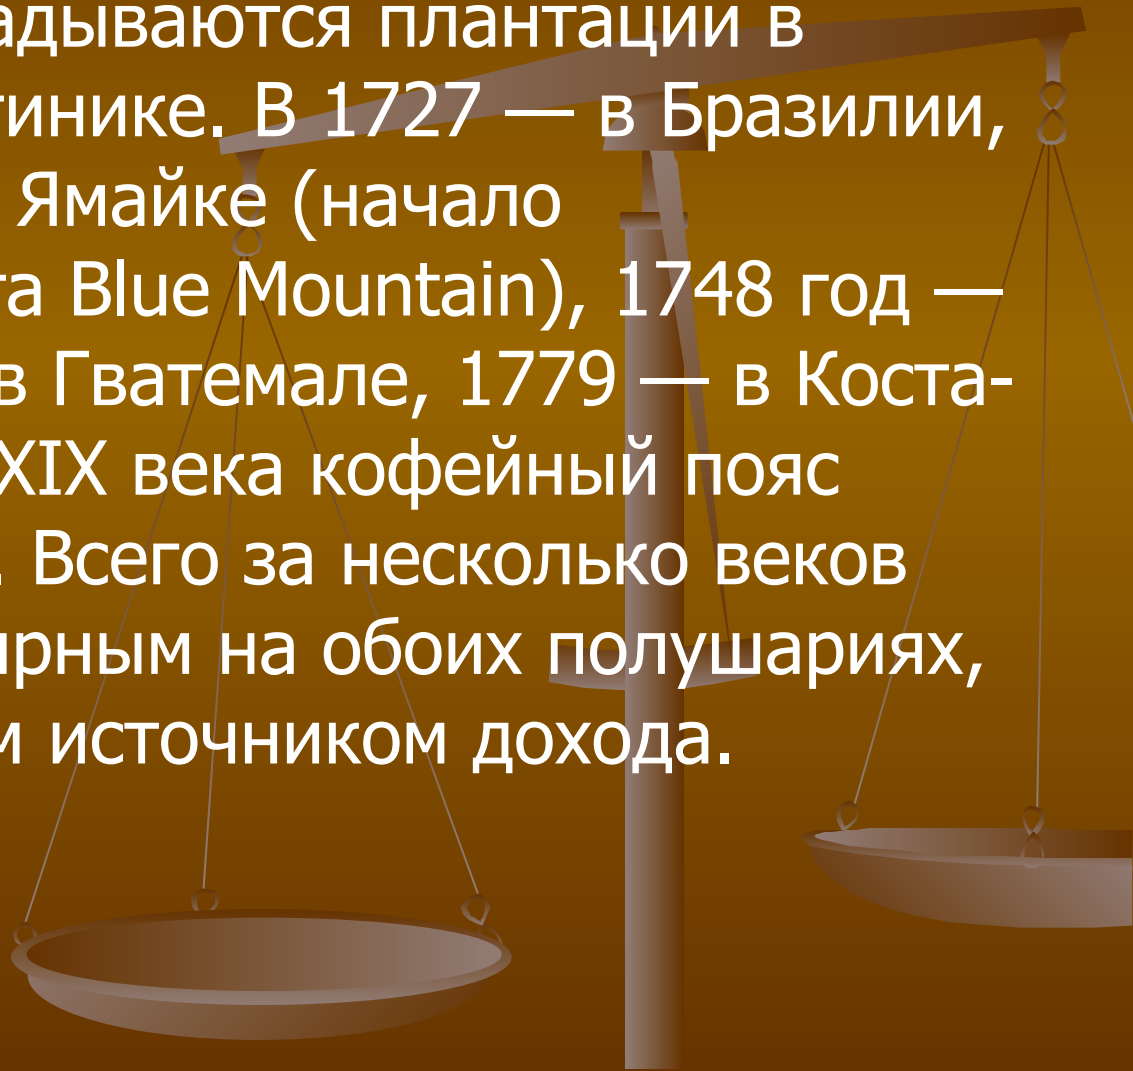 адываются плантации в
тинике. В 1727 — в Бразилии,
Ямайке (начало
та Blue Mountain), 1748 год —
в Гватемале, 1779 — в Коста-
XIX века кофейный пояс
. Всего за несколько веков
ярным на обоих полушариях,
м источником дохода.